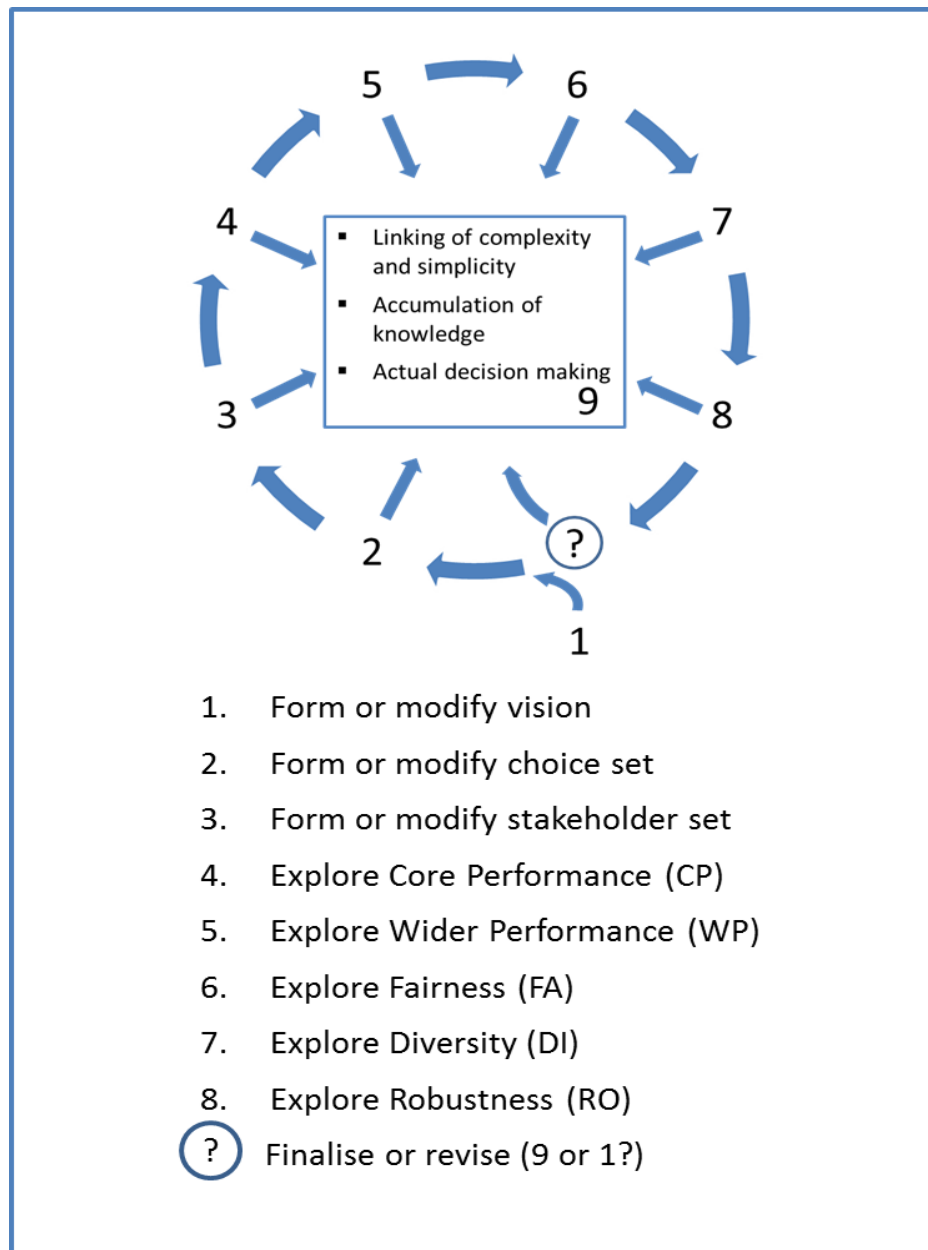 5
6
4
7
▪ Linking of complexity
and simplicity
▪ Accumulation of
knowledge
▪ Actual decision making
9
3
8
2
?
1
1. Form or modify vision
2. Form or modify choice set
3. Form or modify stakeholder set
4. Explore Core Performance (CP)
5. Explore Wider Performance (WP)
6. Explore Fairness (FA)
7. Explore Diversity (DI)
8. Explore Robustness (RO)
? Finalise or revise (9 or 1?)